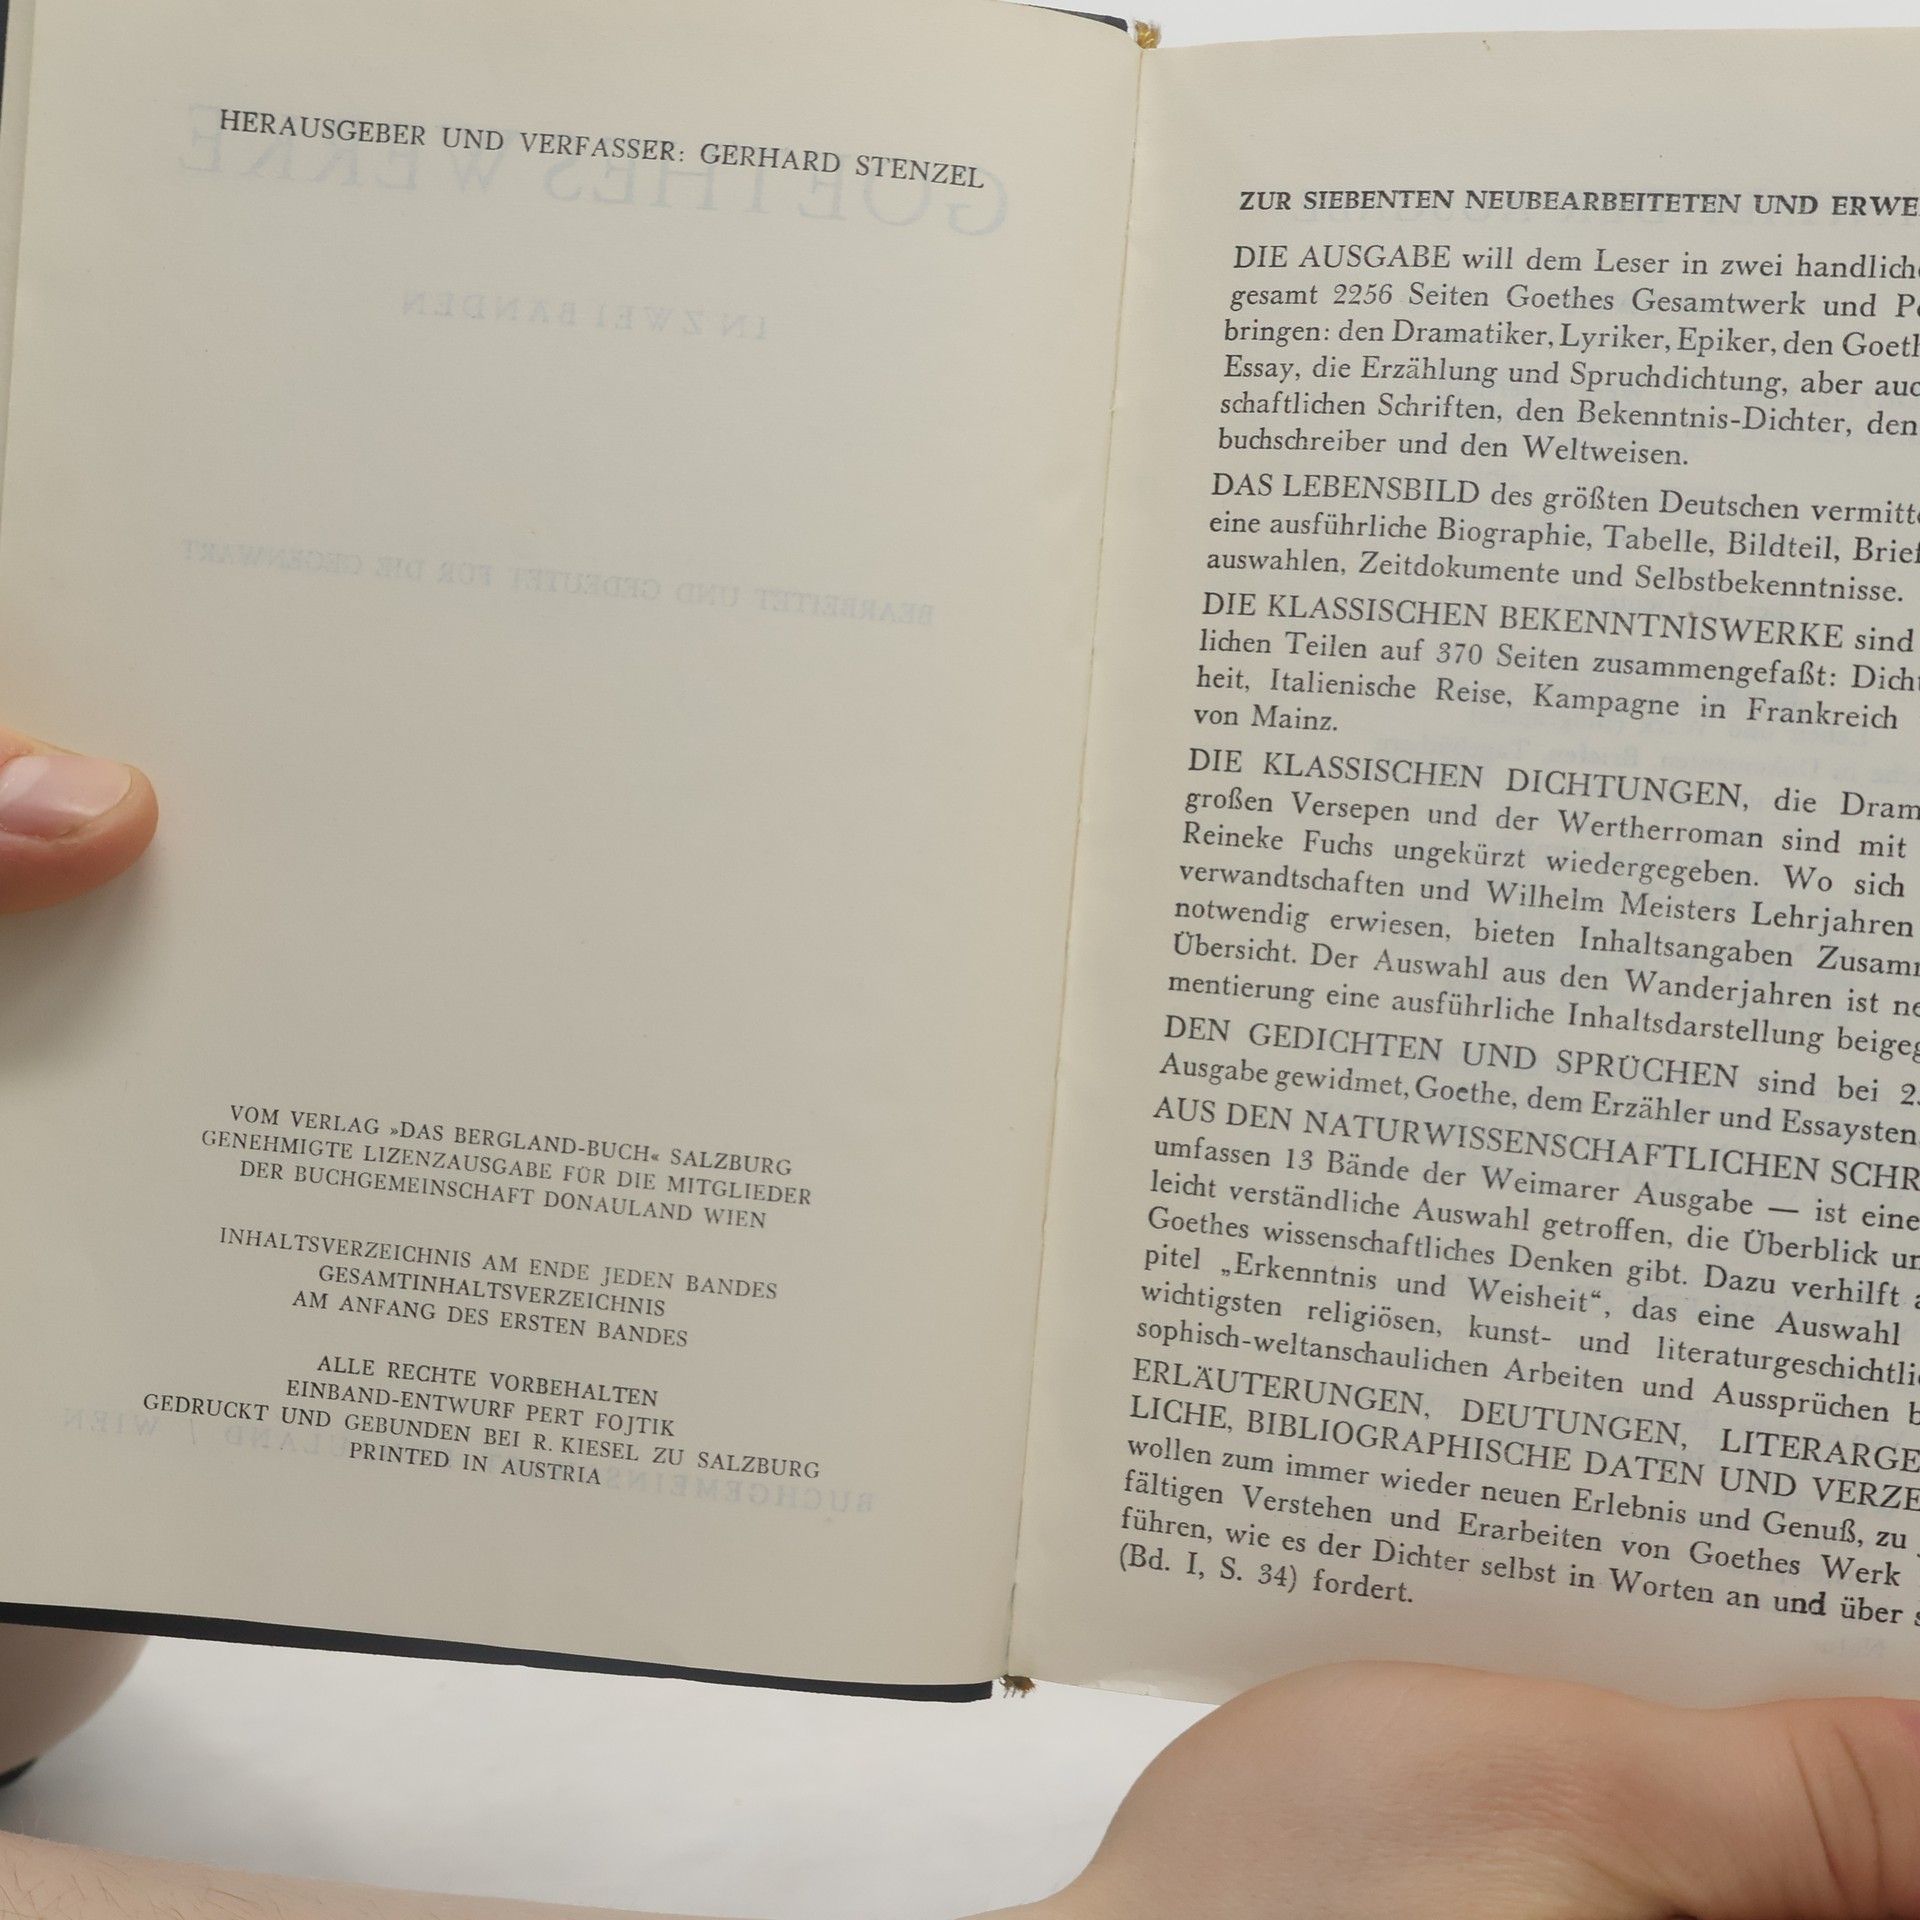 HERAUSGEBER UND VERFASSER: GERHARD STENZEL
VOM VERLAG »DAS BERGLAND-BUCH« SALZBURG
GENEHMIGTE LIZENZAUSGABE FÜR DIE MITGLIEDER
DER BUCHGEMEINSCHAFT DONAULAND WIEN
INHALTSVERZEICHNIS AM ENDE JEDEN BANDES
GESAMTINHALTSVERZEICHNIS
AM ANFANG DES ERSTEN BANDES
ALLE RECHTE VORBEHALTEN
EINBAND-ENTWURF PERT FOJTIK
GEDRUCKT UND GEBUNDEN BEI R. KIESEL ZU SALZBURG
PRINTED IN AUSTRIA
ZUR SIEBENTEN NEUBEARBEITETEN UND
DIE AUSGABE will dem Leser in zwei
gesamt 2256 Seiten Goethes Gesamtwerk und
bringen: den Dramatiker, Lyriker, Epiker, den
Essay, die Erzählung und Spruchdichtung, aber
schaftlichen Schriften, den Bekenntnis-Dichter, den
buchschreiber und den Weltweisen.
DAS LEBENSBILD des größten Deutschen
eine ausführliche Biographie, Tabelle, Bildteil,
auswahlen, Zeitdokumente und Selbstbekenntnisse.
DIE KLASSISCHEN BEKENNTNISWERKE sind
lichen Teilen auf 370 Seiten zusammengefaßt:
heit, Italienische Reise, Kampagne in Frankreich
von Mainz.
DIE KLASSISCHEN DICHTUNGEN, die
großen Versepen und der Wertherroman sind mit
Reineke Fuchs ungekürzt wiedergegeben. Wo sich
verwandtschaften und Wilhelm Meisters Lehrjahren
notwendig erwiesen, bieten Inhaltsangaben
Übersicht. Der Auswahl aus den Wanderjahren ist
mentierung eine ausführliche Inhaltsdarstellung
DEN GEDICHTEN UND SPRÜCHEN sind bei
Ausgabe gewidmet, Goethe, dem Erzähler und Essaysten
AUS DEN NATURWISSENSCHAFTLICHEN
umfassen 13 Bände der Weimarer Ausgabe — ist eine
leicht verständliche Auswahl getroffen, die Überblick
Goethes wissenschaftliches Denken gibt. Dazu verhilft
pitel „Erkenntnis und Weisheit“, das eine Auswahl
wichtigsten religiösen, kunst- und
sophisch-weltanschaulichen Arbeiten und Aussprüchen
ERLÄUTERUNGEN, DEUTUNGEN,
LICHE, BIBLIOGRAPHISCHE DATEN UND
wollen zum immer wieder neuen Erlebnis und Genuß, zu
fältigen Verstehen und Erarbeiten von Goethes Werk
führen, wie es der Dichter selbst in Worten an und über
(Bd. I, S. 34) fordert.